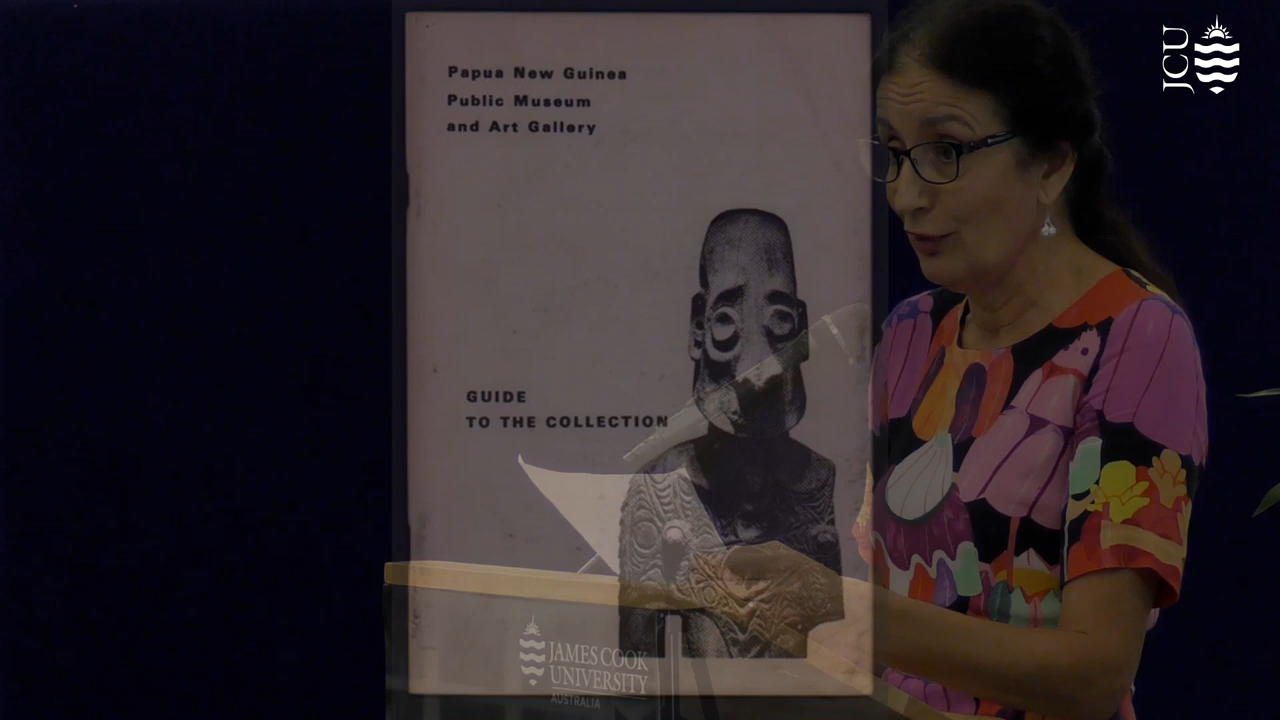 Papua New Guinea
Public Museum
and Art Gallery
GUIDE
TO THE COLLECTION
JCU
JAMES COOK
UNIVERSITY
AUSTRALIA